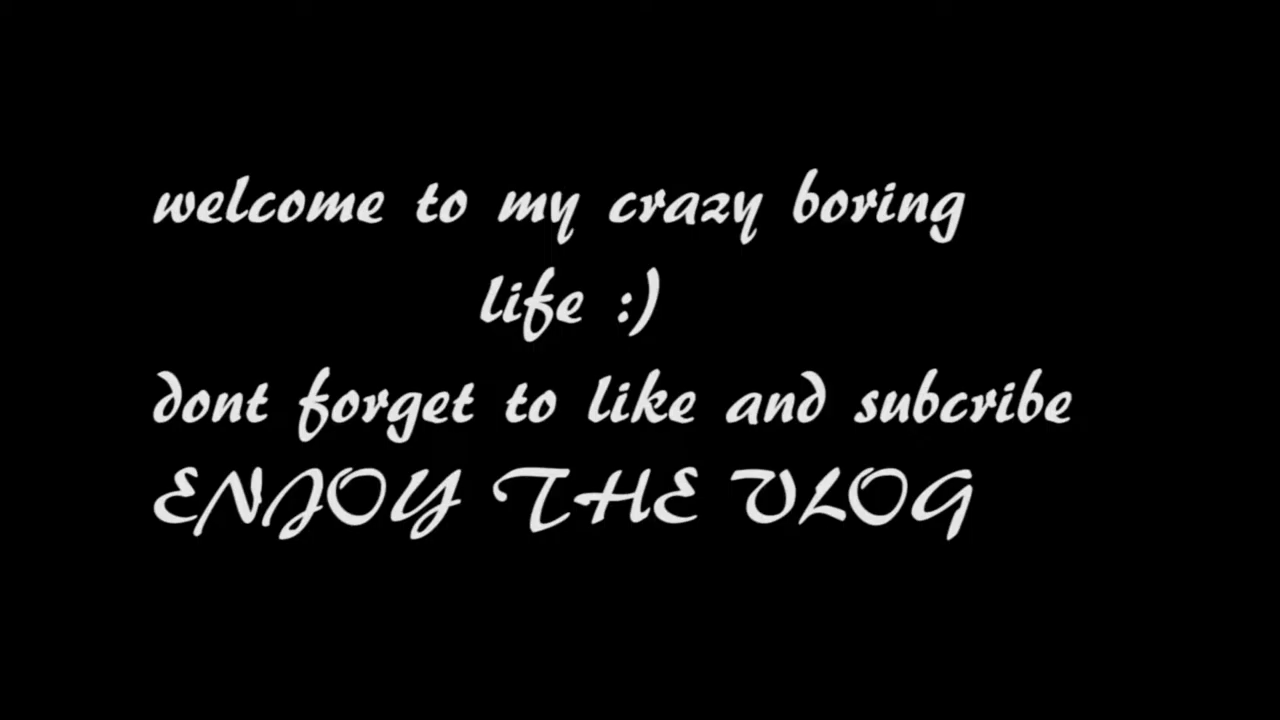 welcome to my crazy boring
life :)
dont forget to like and subcribe
ENJOY THE VLOG